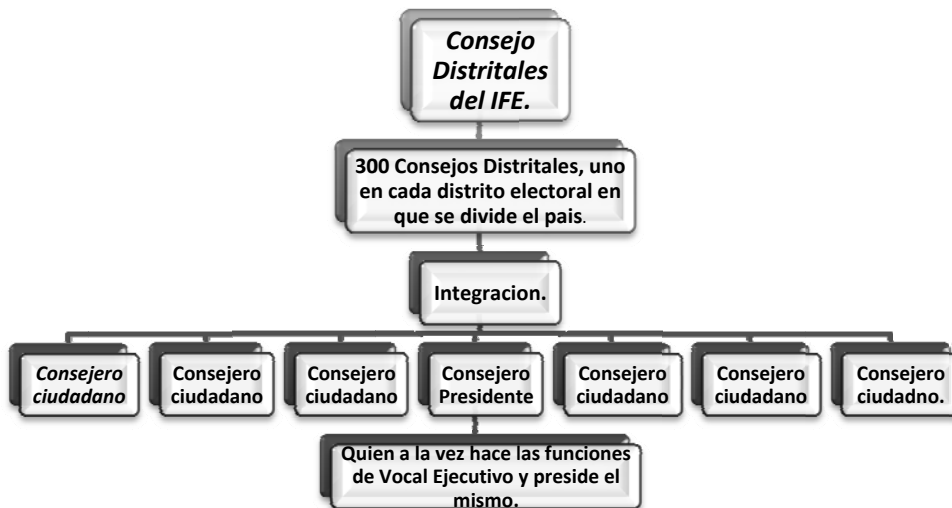 Consejo
Distritales
del IFE.
300 Consejos Distritales, uno
en cada distrito electoral en
que se divide el pais.
Integracion.
Consejero
ciudadano
Consejero
ciudadano
Consejero
ciudadano
Consejero
Presidente
Consejero
ciudadano
Consejero
ciudadano
Consejero
ciudadno.
Quien a la vez hace las funciones
de Vocal Ejecutivo y preside el
mismo.